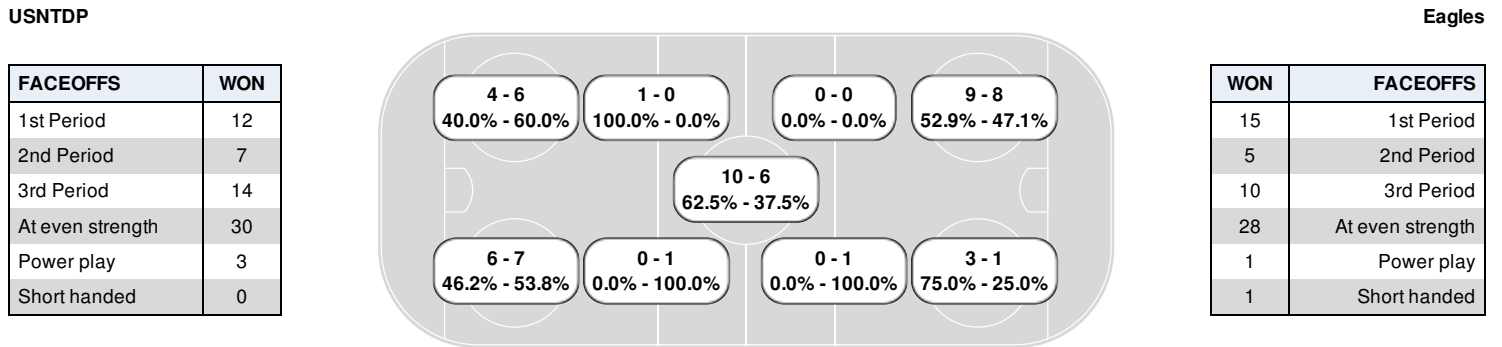 USNTDP
Eagles
FACEOFFS WON
1st Period 12
2nd Period 7
3rd Period 14
At even strength 30
Power play 3
Short handed 0
4 - 6
40.0% - 60.0%
1 - 0
100.0% - 0.0%
0 - 0
0.0% - 0.0%
9 - 8
52.9% - 47.1%
10 - 6
62.5% - 37.5%
6 - 7
46.2% - 53.8%
0 - 1
0.0% - 100.0%
0 - 1
0.0% - 100.0%
3 - 1
75.0% - 25.0%
WON FACEOFFS
15 1st Period
5 2nd Period
10 3rd Period
28 At even strength
1 Power play
1 Short handed